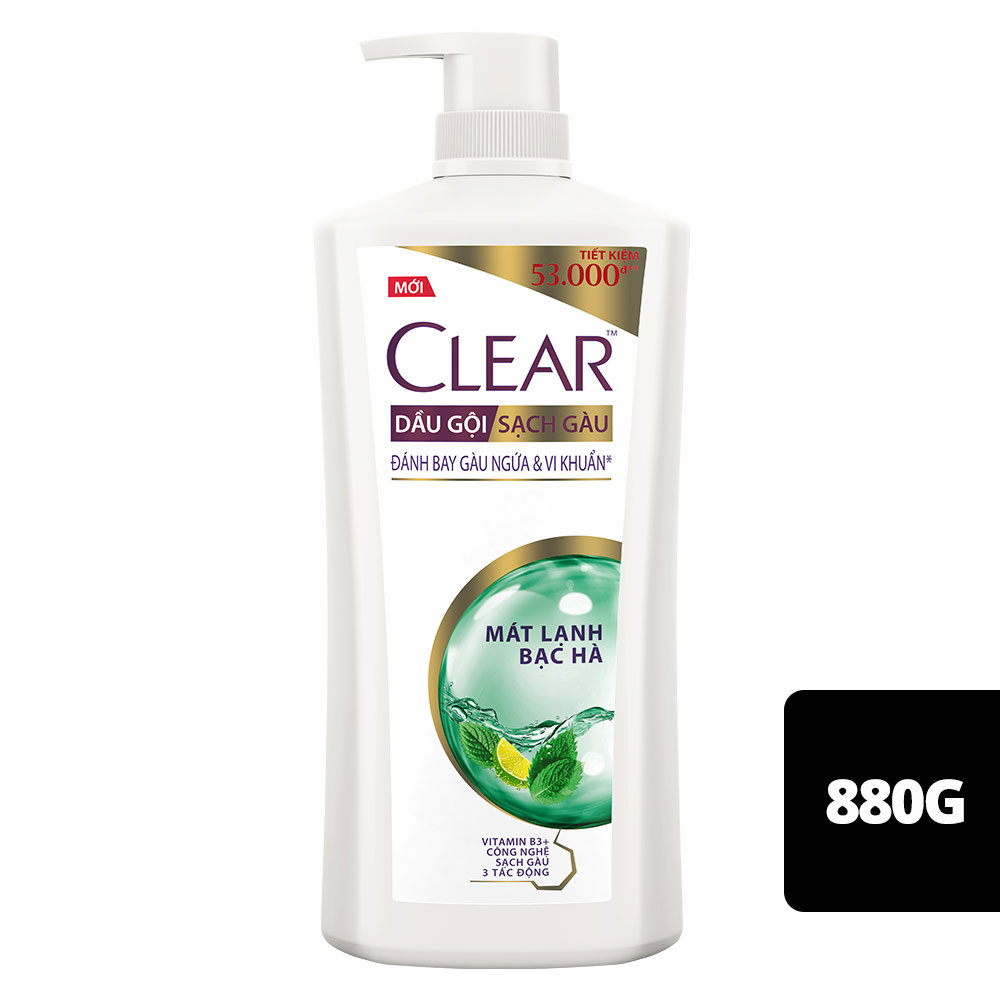 TIẾT KIỆM
53.000đ**
MỚI
CLEAR™
DẦU GỘI SẠCH GÀU
ĐÁNH BAY GÀU NGỨA & VI KHUẨN*
MÁT LẠNH
BẠC HÀ
VITAMIN B3+
CÔNG NGHỆ
SẠCH GÀU
3 TÁC ĐỘNG
880G